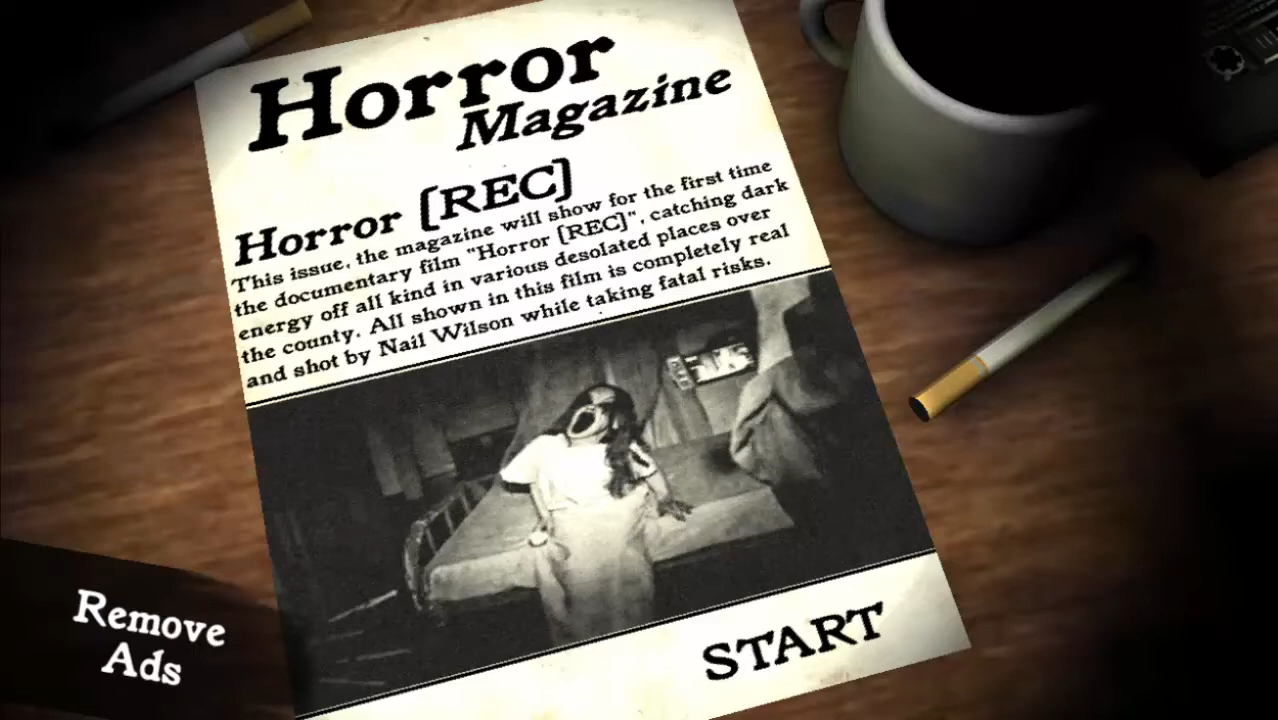 Horror
Magazine
Horror [REC]
This issue, the magazine will show for the first time
the documentary film "Horror [REC]", catching dark
energy off all kind in various desolated places over
the county. All shown in this film is completely real
and shot by Nail Wilson while taking fatal risks.
START
Remove
Ads